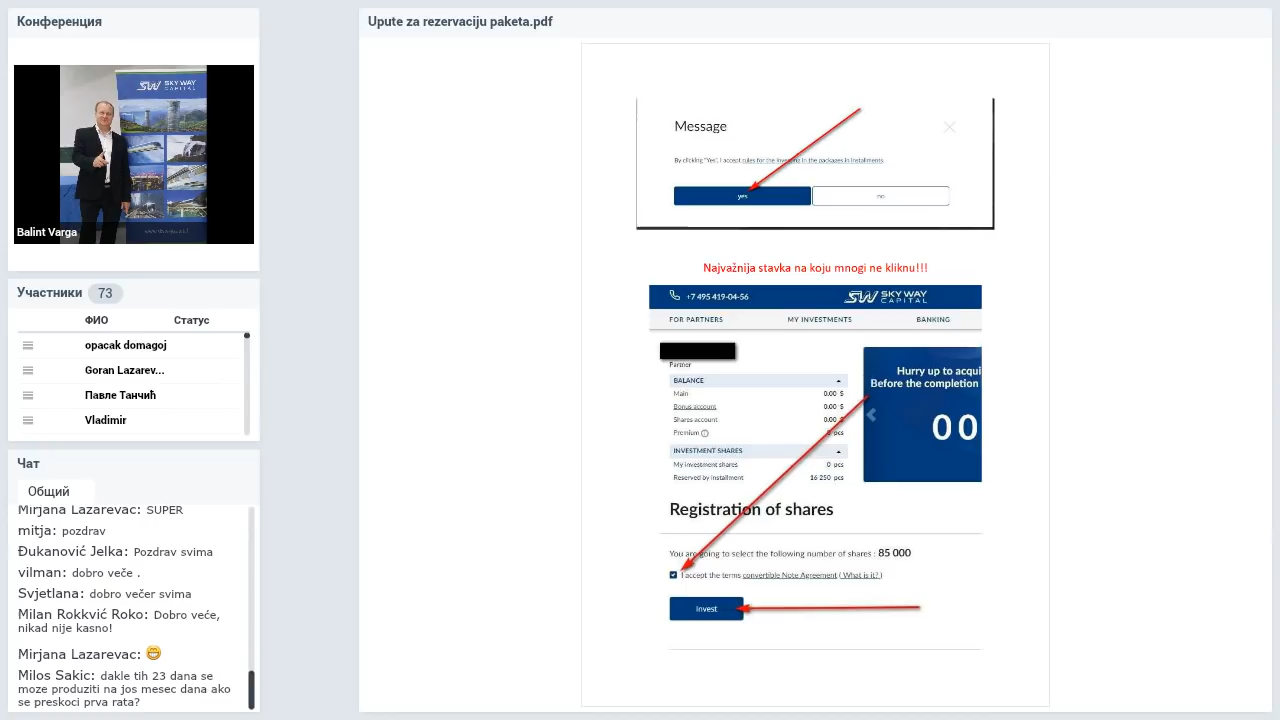 Конференция
SKY WAY
CAPITAL
Balint Varga
Участники 73
ФИО Статус
opacak domagoj
Goran Lazarev...
Павле Танчић
Vladimir
Чат
Общий
Mirjana Lazarevac: SUPER
mitja: pozdrav
Đukanović Jelka: Pozdrav svima
vilman: dobro veče .
Svjetlana: dobro večer svima
Milan Rokkvić Roko: Dobro veće,
nikad nije kasno!
Mirjana Lazarevac: 😁
Milos Sakic: dakle tih 23 dana se
moze produziti na jos mesec dana ako
se preskoci prva rata?
Upute za rezervaciju paketa.pdf
Message
By clicking "Yes", I accept rules for the investing in the packages in installments.
yes no
Najvažnija stavka na koju mnogi ne kliknu!!!
+7 495 419-04-56 SKY WAY
CAPITAL
FOR PARTNERS MY INVESTMENTS BANKING
Partner
BALANCE
Main 0.00 $
Bonus account 0.00 $
Shares account 0.00 $
Premium pcs
INVESTMENT SHARES
My investment shares 0 pcs
Reserved by installment 16 250 pcs
Hurry up to acqui
Before the completion
00
Registration of shares
You are going to select the following number of shares : 85 000
I accept the terms convertible Note Agreement ( What is it? )
invest